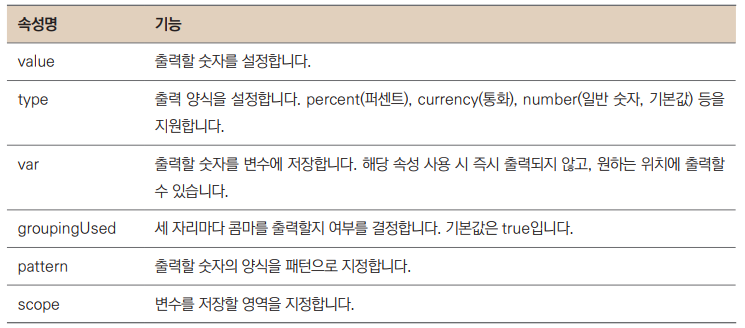 속성명 기능
value 출력할 숫자를 설정합니다.
type 출력 양식을 설정합니다. percent(퍼센트), currency(통화), number(일반 숫자, 기본값) 등을
지원합니다.
var 출력할 숫자를 변수에 저장합니다. 해당 속성 사용 시 즉시 출력되지 않고, 원하는 위치에 출력할
수 있습니다.
groupingUsed 세 자리마다 콤마를 출력할지 여부를 결정합니다. 기본값은 true입니다.
pattern 출력할 숫자의 양식을 패턴으로 지정합니다.
scope 변수를 저장할 영역을 지정합니다.